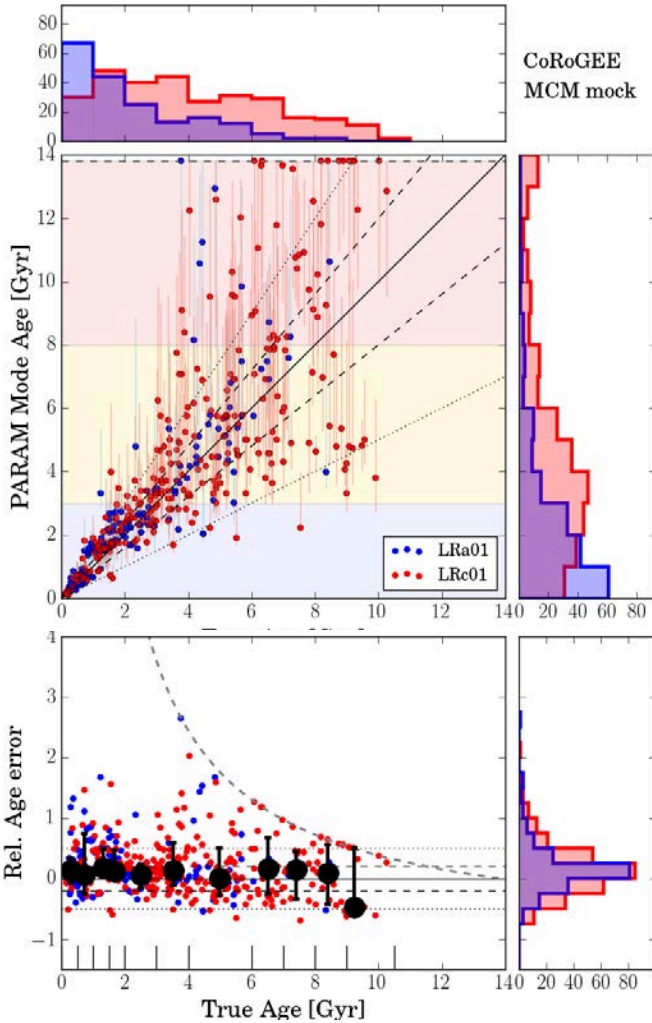 80
60
40
20
0
CoRoGEE
MCM mock
14
12
10
8
6
4
2
0
PARAM Mode Age [Gyr]
LRa01
LRc01
0 2 4 6 8 10 12 14
0 20 40 60 80
4
3
2
1
0
−1
Rel. Age error
0 2 4 6 8 10 12 14
0 20 40 60 80
True Age [Gyr]